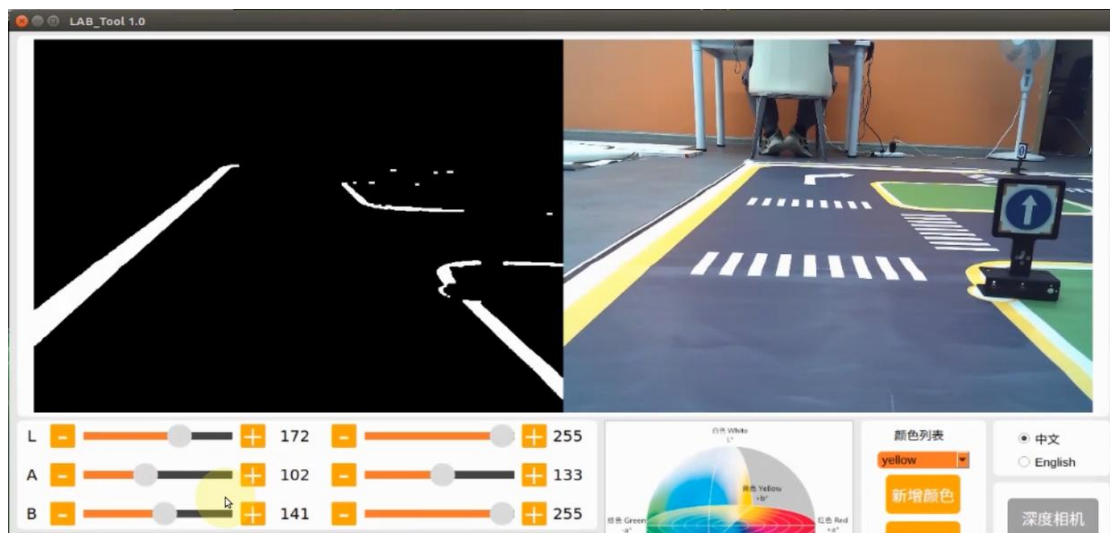 LAB_Tool 1.0
L - + 172 - + 255
A - + 102 - + 133
B - + 141 - + 255
白色 White
L*
黄色 Yellow
+b*
绿色 Green
-a*
红色 Red
+a*
颜色列表
yellow
新增颜色
中文
English
深度相机